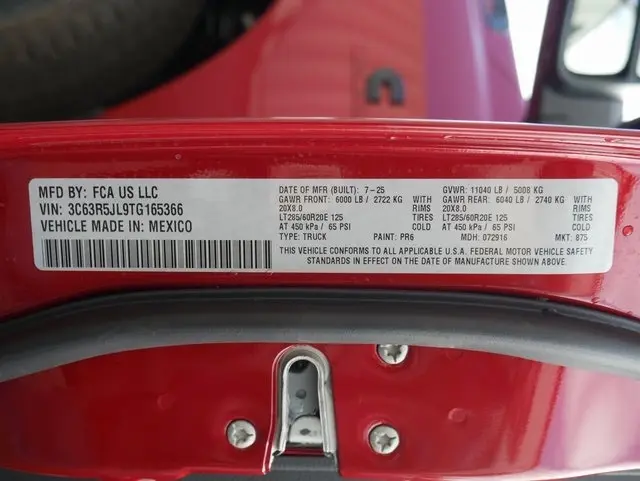 MFD BY: FCA US LLC
VIN: 3C63R5JL9TG165366
VEHICLE MADE IN: MEXICO
DATE OF MFR (BUILT): 7-25 GVWR: 11040 LB / 5008 KG
GAWR FRONT: 6000 LB / 2722 KG WITH GAWR REAR: 6040 LB / 2740 KG WITH
20X8.0 RIMS 20X8.0 RIMS
LT285/60R20E 125 TIRES LT285/60R20E 125 TIRES
AT 450 kPa / 65 PSI COLD AT 450 kPa / 65 PSI COLD
TYPE: TRUCK PAINT: PR6 MDH: 072916 MKT: 875
THIS VEHICLE CONFORMS TO ALL APPLICABLE U.S.A. FEDERAL MOTOR VEHICLE SAFETY
STANDARDS IN EFFECT ON THE DATE OF MANUFACTURE SHOWN ABOVE.